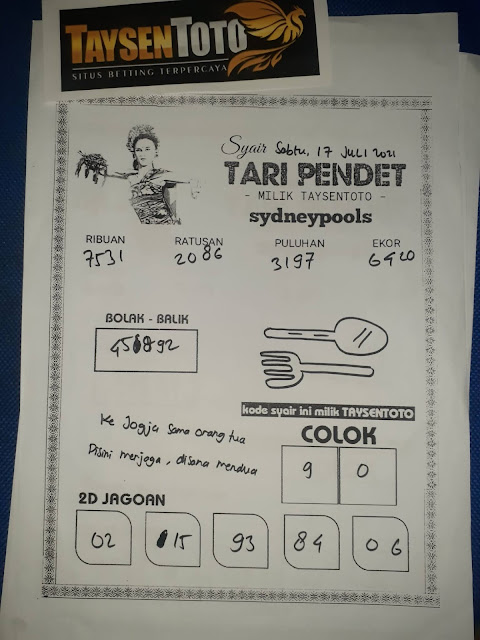 TAYSENTOTO
SITUS BETTING TERPERCAYA
Syair Sabtu, 17 JULI 2021
TARI PENDET
- MILIK TAYSENTOTO -
sydneypools
RIBUAN RATUSAN PULUHAN EKOR
7531 2086 3197 6420
BOLAK - BALIK
kode syair ini milik TAYSENTOTO
Ke Jogja sama orang tua
Disini menjaga, disana mendua
COLOK
9 0
2D JAGOAN
02 15 93 84 06